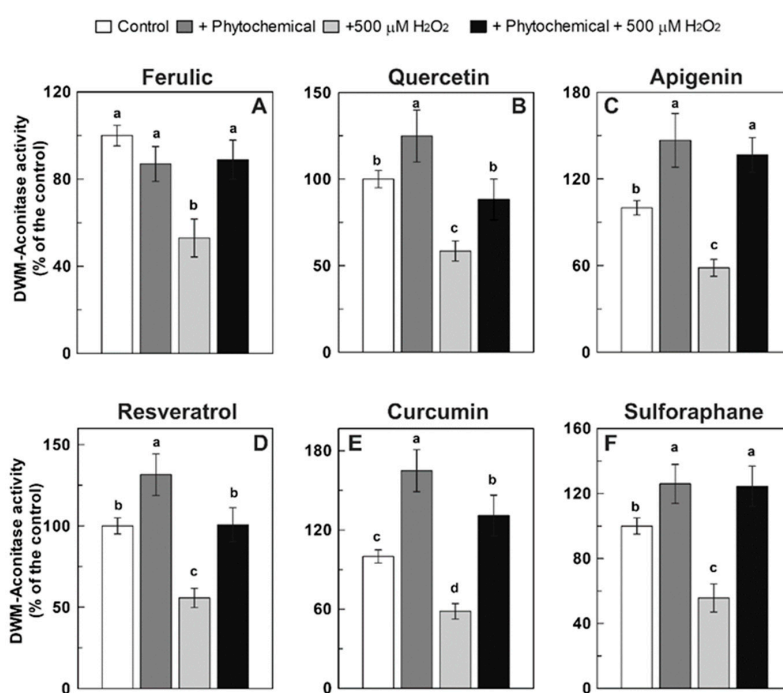 Control + Phytochemical +500 μM H2O2 + Phytochemical + 500 μM H2O2
Ferulic
A
DWM-Aconitase activity
(% of the control)
120
80
40
0
a
a
b
a
Quercetin
B
150
100
50
0
b
a
c
b
Apigenin
C
180
120
60
0
b
a
c
a
Resveratrol
D
DWM-Aconitase activity
(% of the control)
150
100
50
0
b
a
c
b
Curcumin
E
180
120
60
0
c
a
d
b
Sulforaphane
F
160
120
80
40
0
b
a
c
a